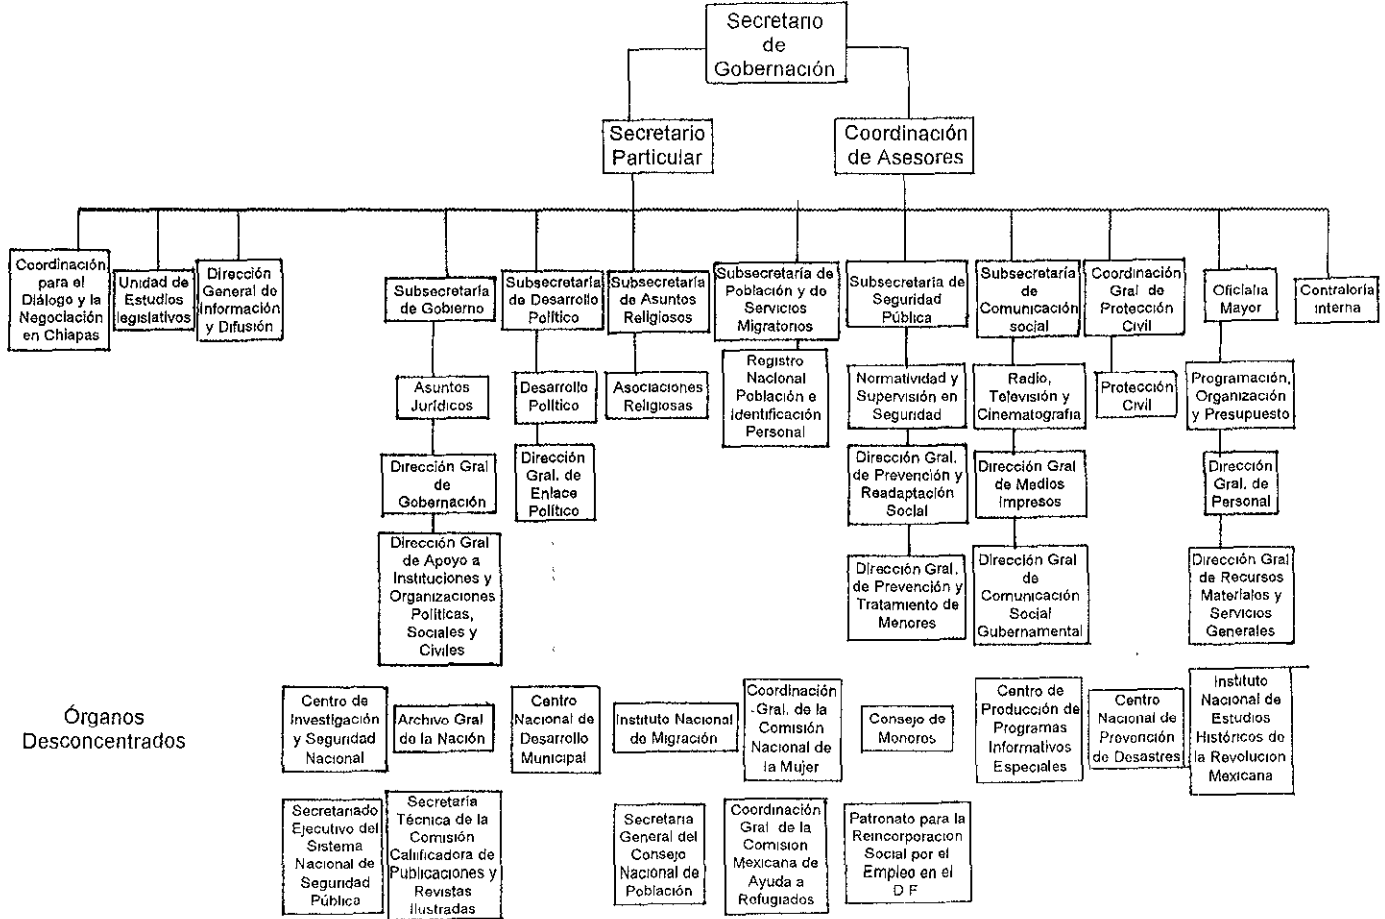 Secretario
de
Gobernación
Secretario
Particular
Coordinación
de Asesores
Coordinación
para el
Diálogo y la
Negociación
en Chiapas
Unidad de
Estudios
legislativos
Dirección
General de
Información
y Difusión
Subsecretaría
de Gobierno
Subsecretaría
de Desarrollo
Político
Subsecretaría
de Asuntos
Religiosos
Subsecretaría de
Población y de
Servicios
Migratorios
Subsecretaría de
Seguridad
Pública
Subsecretaría
de
Comunicación
social
Coordinación
Gral de
Protección
Civil
Oficialia
Mayor
Contraloría
interna
Asuntos
Jurídicos
Desarrollo
Político
Asociaciones
Religiosas
Registro
Nacional
Población e
Identificación
Personal
Normatividad y
Supervisión en
Seguridad
Radio,
Televisión y
Cinematografia
Protección
Civil
Programación,
Organización
y Presupuesto
Dirección Gral
de
Gobernación
Dirección
Gral. de
Enlace
Político
Dirección Gral.
de Prevención y
Readaptación
Social
Dirección Gral
de Medios
Impresos
Dirección
Gral. de
Personal
Dirección Gral
de Apoyo a
Instituciones y
Organizaciones
Politicas,
Sociales y
Civiles
Dirección Gral.
de Prevención y
Tratamiento de
Menores
Dirección Gral
de
Comunicación
Social
Gubernamental
Dirección Gral
de Recursos
Materiales y
Servicios
Generales
Órganos
Desconcentrados
Centro de
Investigación
y Seguridad
Nacional
Archivo Gral
de la Nación
Centro
Nacional de
Desarrollo
Municipal
Instituto Nacional
de Migración
Coordinación
Gral. de la
Comisión
Nacional de
la Mujer
Consejo de
Menores
Centro de
Producción de
Programas
Informativos
Especiales
Centro
Nacional de
Prevención
de Desastres
Instituto
Nacional de
Estudios
Históricos de
la Revolucion
Mexicana
Secretariado
Ejecutivo del
Sistema
Nacional de
Seguridad
Pública
Secretaría
Técnica de la
Comisión
Calificadora de
Publicaciones y
Revistas
Ilustradas
Secretaria
General del
Consejo
Nacional de
Población
Coordinación
Gral de la
Comision
Mexicana de
Ayuda a
Refugiados
Patronato para la
Reincorporacion
Social por el
Empleo en el
D F